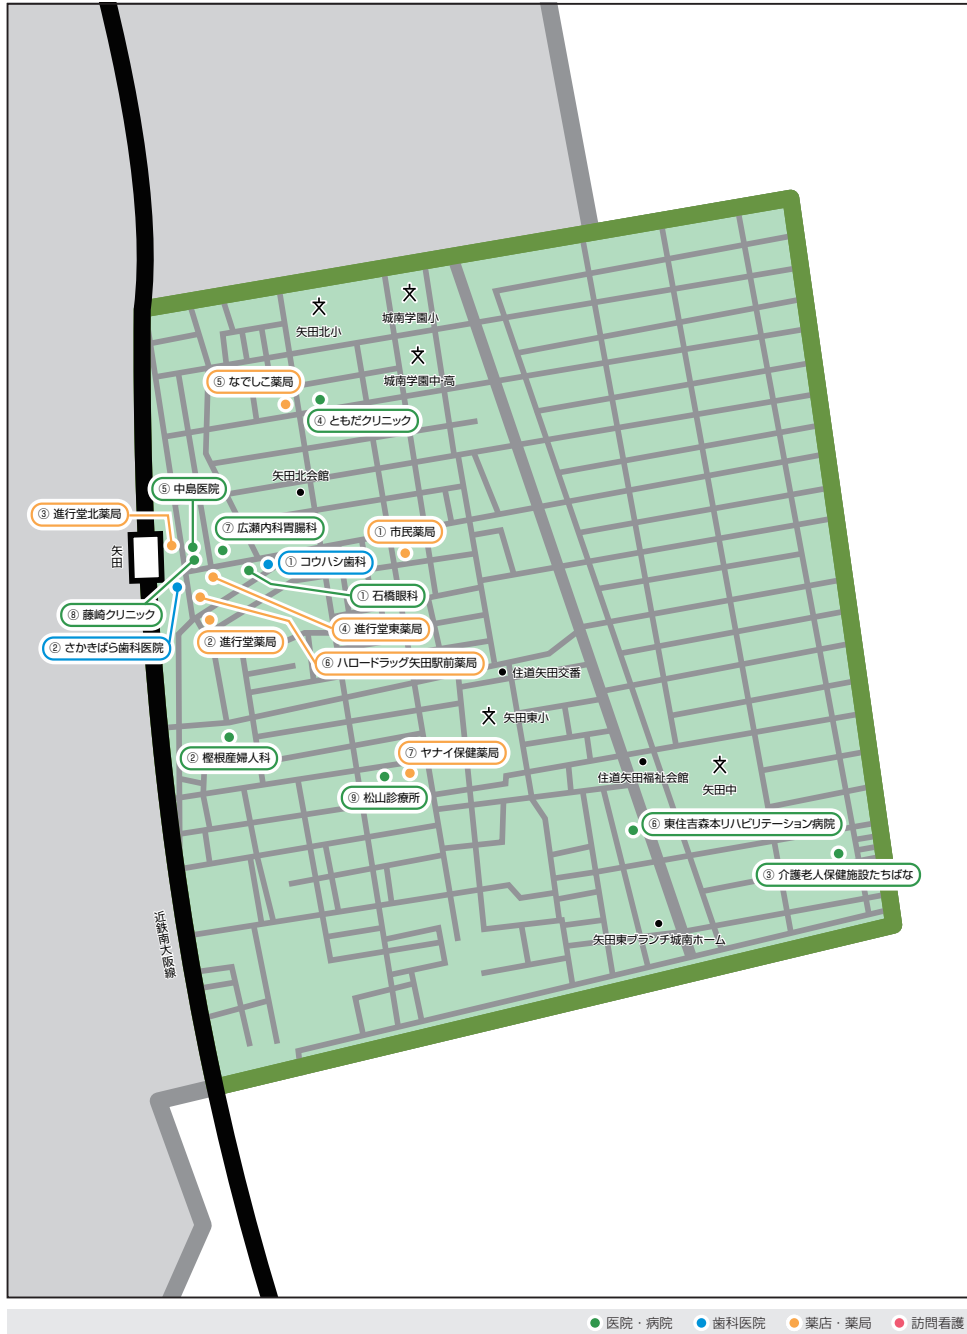 矢田北小
城南学園小
城南学園中・高
⑤ なでしこ薬局
④ ともだクリニック
矢田北会館
⑤ 中島医院
③ 進行堂北薬局
⑦ 広瀬内科胃腸科
① 市民薬局
矢田
① コウハシ歯科
① 石橋眼科
⑧ 藤崎クリニック
④ 進行堂東薬局
② さかきばら歯科医院
② 進行堂薬局
⑥ ハロードラッグ矢田駅前薬局
住道矢田交番
矢田東小
② 樫根産婦人科
⑦ ヤナイ保健薬局
住道矢田福祉会館
矢田中
⑨ 松山診療所
⑥ 東住吉森本リハビリテーション病院
③ 介護老人保健施設たちばな
近鉄南大阪線
矢田東ブランチ城南ホーム
医院・病院 歯科医院 薬店・薬局 訪問看護